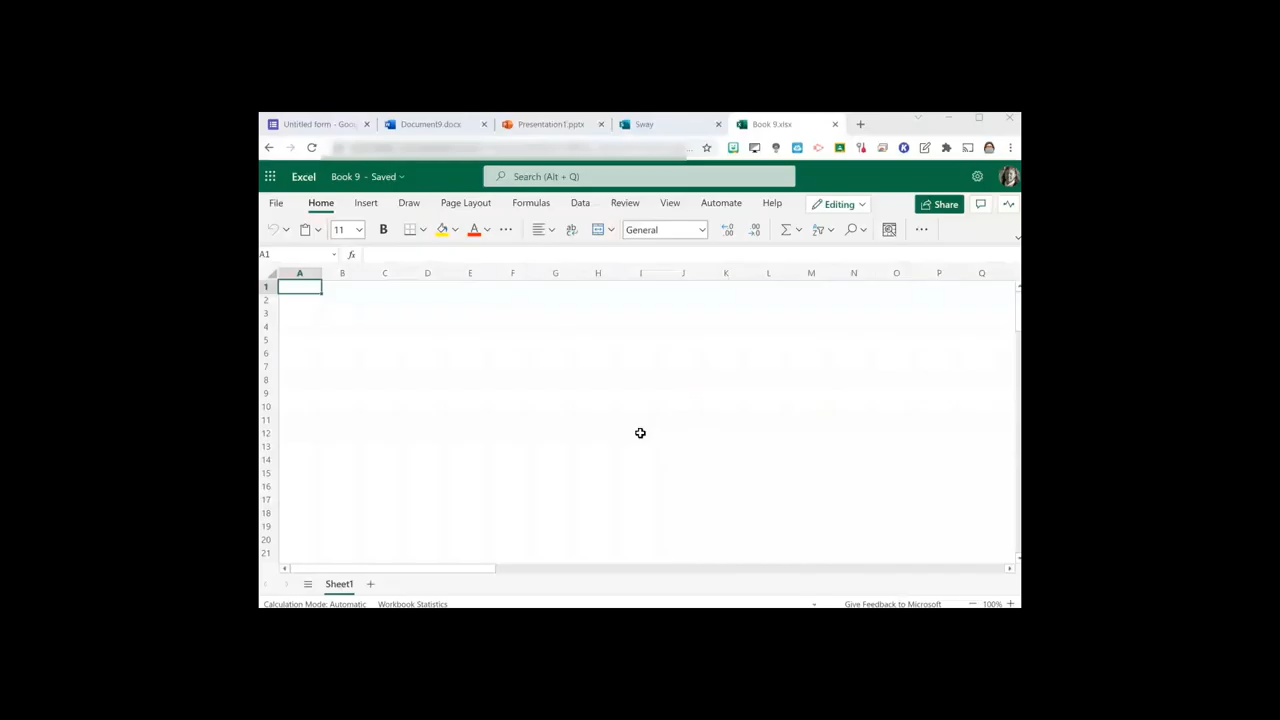 Untitled form - Goo Document9.docx Presentation1.pptx Sway Book 9.xlsx
Excel Book 9 - Saved Search (Alt + Q)
File Home Insert Draw Page Layout Formulas Data Review View Automate Help Editing Share
11 B A General
A1 fx
A B C D E F G H I J K L M N O P Q
1
2
3
4
5
6
7
8
9
10
11
12
13
14
15
16
17
18
19
20
21
Sheet1
Calculation Mode: Automatic Workbook Statistics Give Feedback to Microsoft 100%